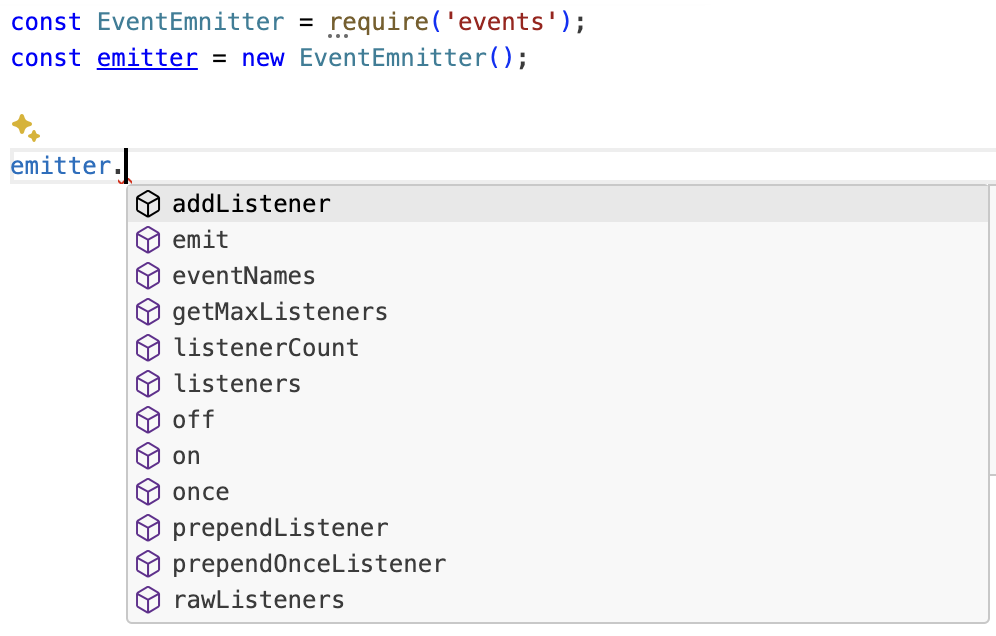 const EventEmnitter = require('events');
const emitter = new EventEmnitter();
emitter.
addListener
emit
eventNames
getMaxListeners
listenerCount
listeners
off
on
once
prependListener
prependOnceListener
rawListeners